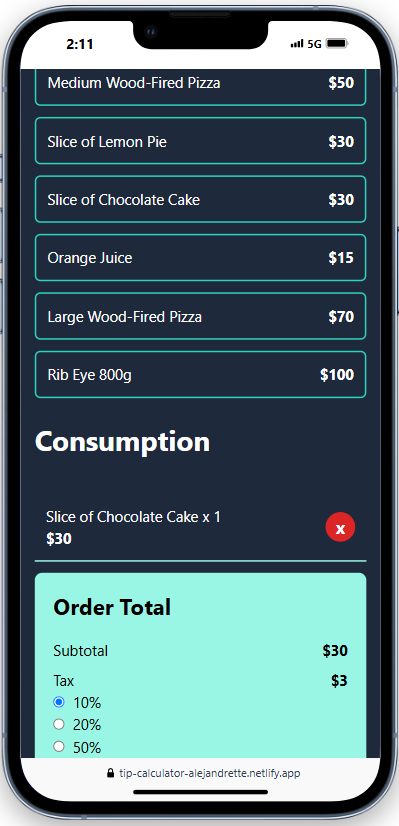 2:11 5G
Medium Wood-Fired Pizza $50
Slice of Lemon Pie $30
Slice of Chocolate Cake $30
Orange Juice $15
Large Wood-Fired Pizza $70
Rib Eye 800g $100
Consumption
Slice of Chocolate Cake x 1
$30
x
Order Total
Subtotal $30
Tax $3
10%
20%
50%
tip-calculator-alejandrette.netlify.app